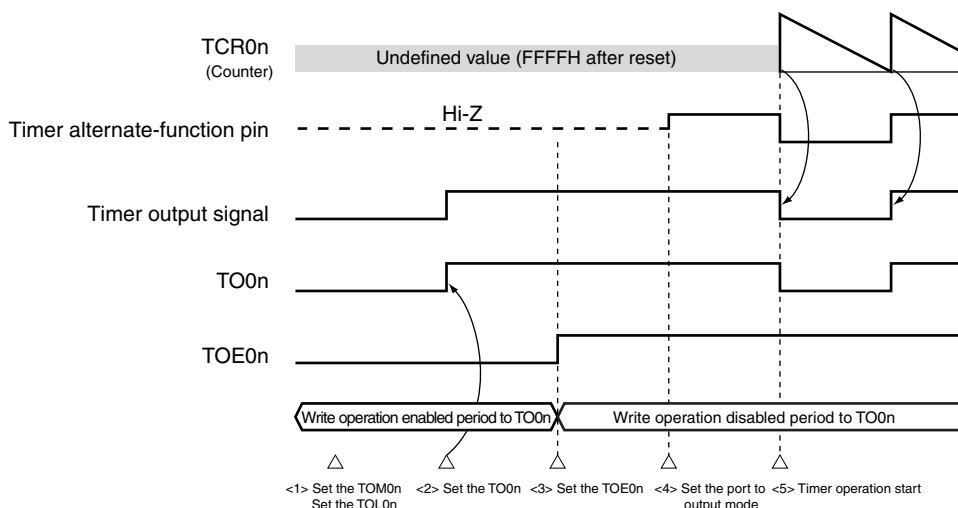 TCR0n
(Counter)
Undefined value (FFFFH after reset)
Hi-Z
Timer alternate-function pin
Timer output signal
TO0n
TOE0n
Write operation enabled period to TO0n
Write operation disabled period to TO0n
<1> Set the TOM0n
Set the TOL0n
<2> Set the TO0n
<3> Set the TOE0n
<4> Set the port to
output mode
<5> Timer operation start